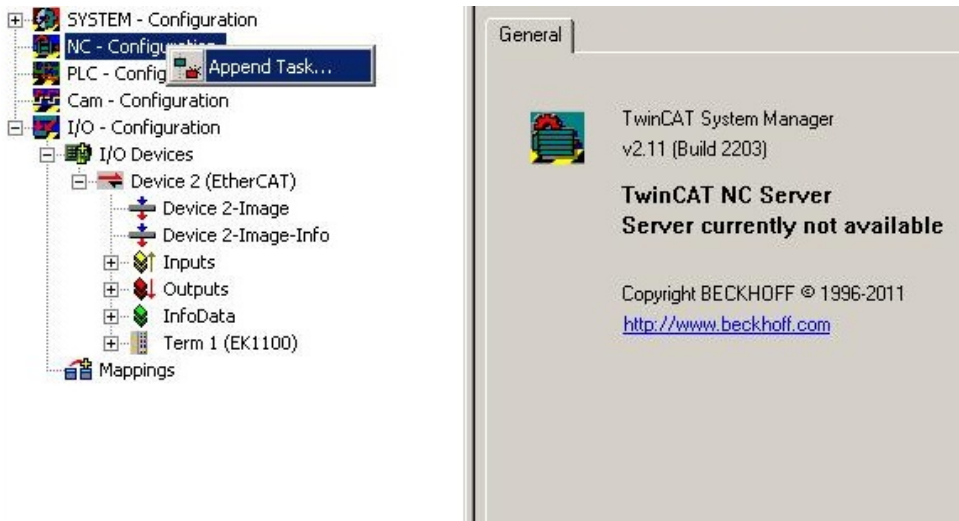 SYSTEM - Configuration
NC - Configuration
Append Task...
PLC - Config
Cam - Configuration
I/O - Configuration
I/O Devices
Device 2 (EtherCAT)
Device 2-Image
Device 2-Image-Info
Inputs
Outputs
InfoData
Term 1 (EK1100)
Mappings
General
TwinCAT System Manager
v2.11 (Build 2203)
TwinCAT NC Server
Server currently not available
Copyright BECKHOFF © 1996-2011
http://www.beckhoff.com